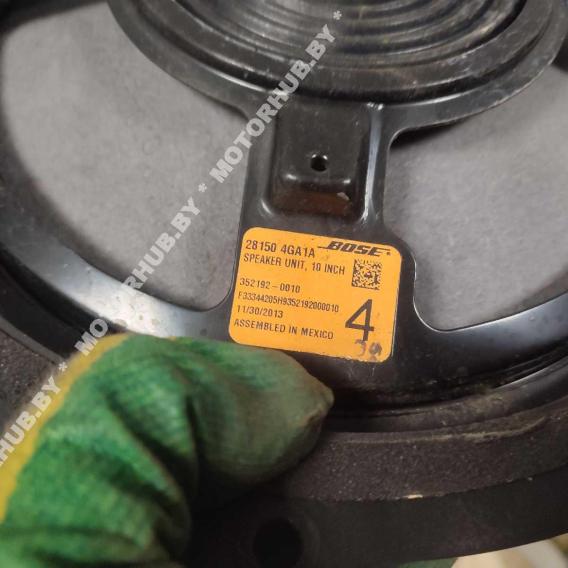 28150 4GA1A BOSE
SPEAKER UNIT, 10 INCH
352192-0010
F33344205H9352192000010
11/30/2013
ASSEMBLED IN MEXICO
4
MOTORHUB.BY * MOTORHUB.BY * MOTORHUB.BY *